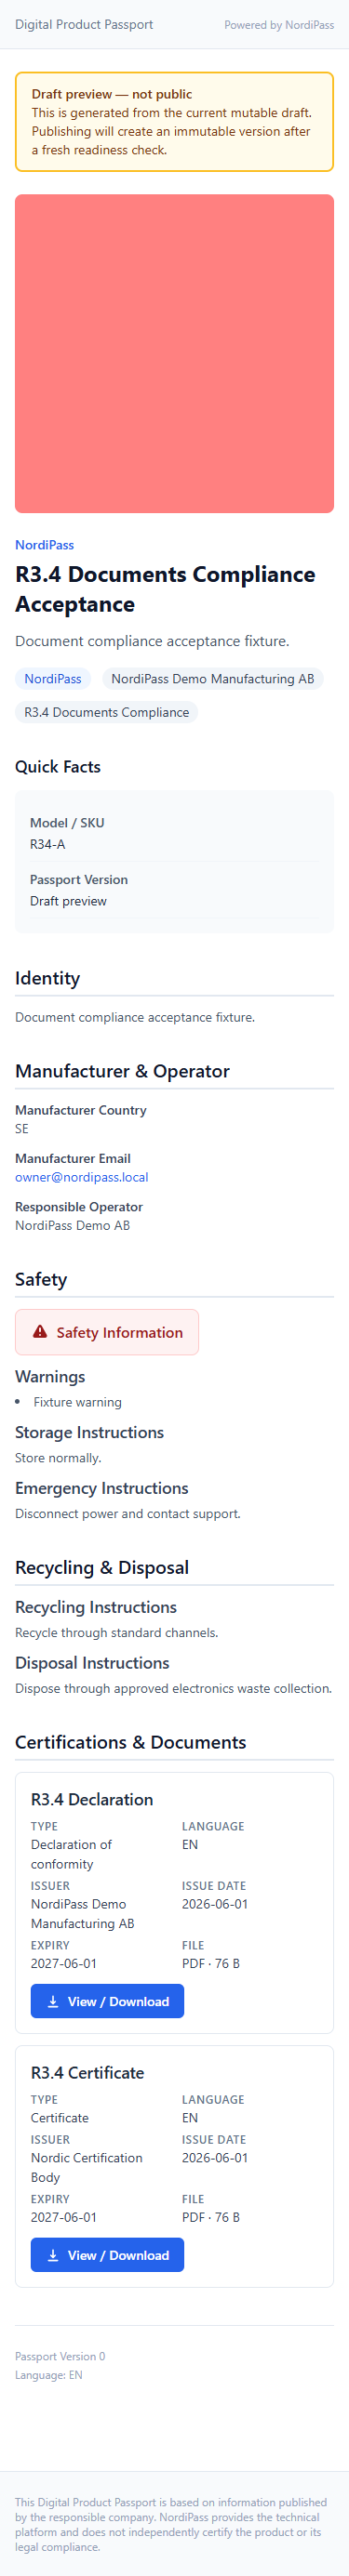 Digital Product Passport
Powered by NordiPass
Draft preview — not public
This is generated from the current mutable draft.
Publishing will create an immutable version after
a fresh readiness check.
NordiPass
R3.4 Documents Compliance
Acceptance
Document compliance acceptance fixture.
NordiPass
NordiPass Demo Manufacturing AB
R3.4 Documents Compliance
Quick Facts
Model / SKU
R34-A
Passport Version
Draft preview
Identity
Document compliance acceptance fixture.
Manufacturer & Operator
Manufacturer Country
SE
Manufacturer Email
owner@nordipass.local
Responsible Operator
NordiPass Demo AB
Safety
Safety Information
Warnings
• Fixture warning
Storage Instructions
Store normally.
Emergency Instructions
Disconnect power and contact support.
Recycling & Disposal
Recycling Instructions
Recycle through standard channels.
Disposal Instructions
Dispose through approved electronics waste collection.
Certifications & Documents
R3.4 Declaration
TYPE
Declaration of
conformity
LANGUAGE
EN
ISSUER
NordiPass Demo
Manufacturing AB
ISSUE DATE
2026-06-01
EXPIRY
2027-06-01
FILE
PDF · 76 B
View / Download
R3.4 Certificate
TYPE
Certificate
LANGUAGE
EN
ISSUER
Nordic Certification
Body
ISSUE DATE
2026-06-01
EXPIRY
2027-06-01
FILE
PDF · 76 B
View / Download
Passport Version 0
Language: EN
This Digital Product Passport is based on information published
by the responsible company. NordiPass provides the technical
platform and does not independently certify the product or its
legal compliance.